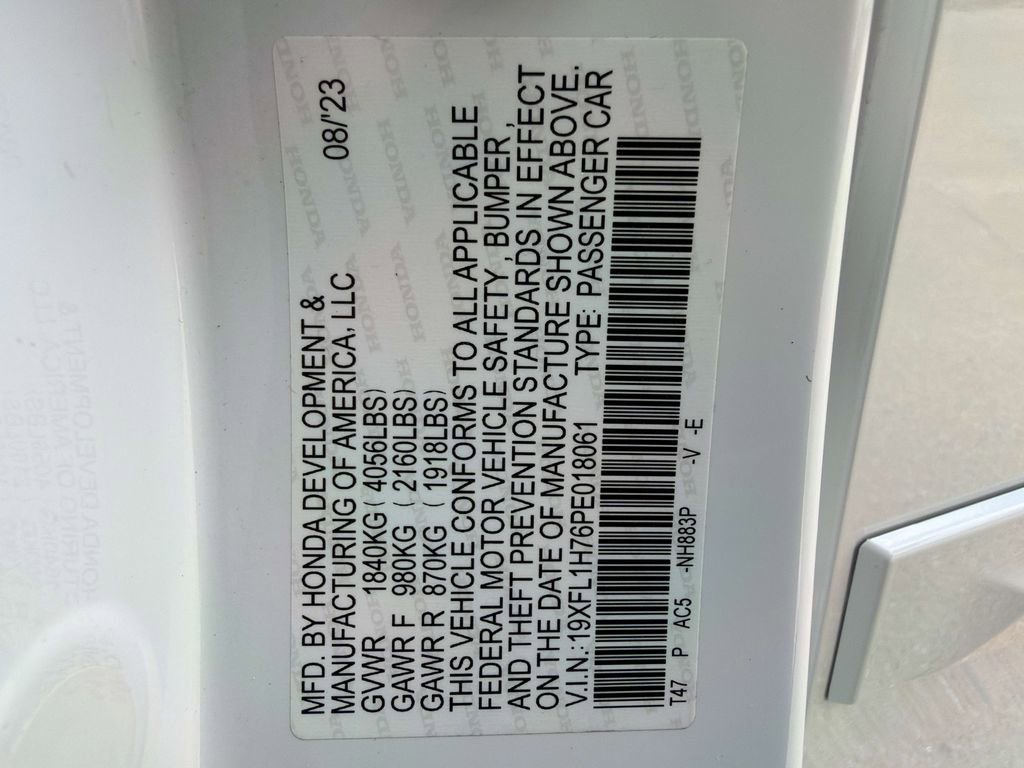 MFD. BY HONDA DEVELOPMENT &
MANUFACTURING OF AMERICA, LLC 08/'23
GVWR 1840KG ( 4056LBS)
GAWR F 980KG ( 2160LBS)
GAWR R 870KG ( 1918LBS)
THIS VEHICLE CONFORMS TO ALL APPLICABLE
FEDERAL MOTOR VEHICLE SAFETY, BUMPER,
AND THEFT PREVENTION STANDARDS IN EFFECT
ON THE DATE OF MANUFACTURE SHOWN ABOVE.
V.I.N.:19XFL1H76PE018061 TYPE: PASSENGER CAR
T47 P AC5 -NH883P -V -E